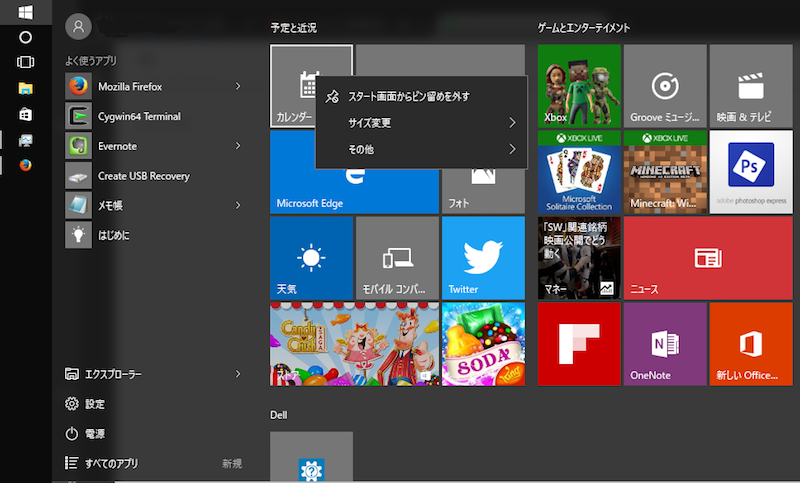 よく使うアプリ
Mozilla Firefox
Cygwin64 Terminal
Evernote
Create USB Recovery
メモ帳
はじめに
エクスプローラー
設定
電源
すべてのアプリ
新規
予定と近況
カレンダー
スタート画面からピン留めを外す
サイズ変更
その他
Microsoft Edge
フォト
天気
モバイル コンパ...
Twitter
Candy
Crush
SODA
King
ストア
Dell
ゲームとエンターテイメント
Xbox
Groove ミュージ...
映画 & テレビ
XBOX LIVE
Microsoft
Solitaire Collection
XBOX LIVE
MINECRAFT
Minecraft: Wi...
Ps
adobe photoshop express
「SW」関連銘柄
映画公開でどう
動く
マネー
ニュース
OneNote
新しい Office...